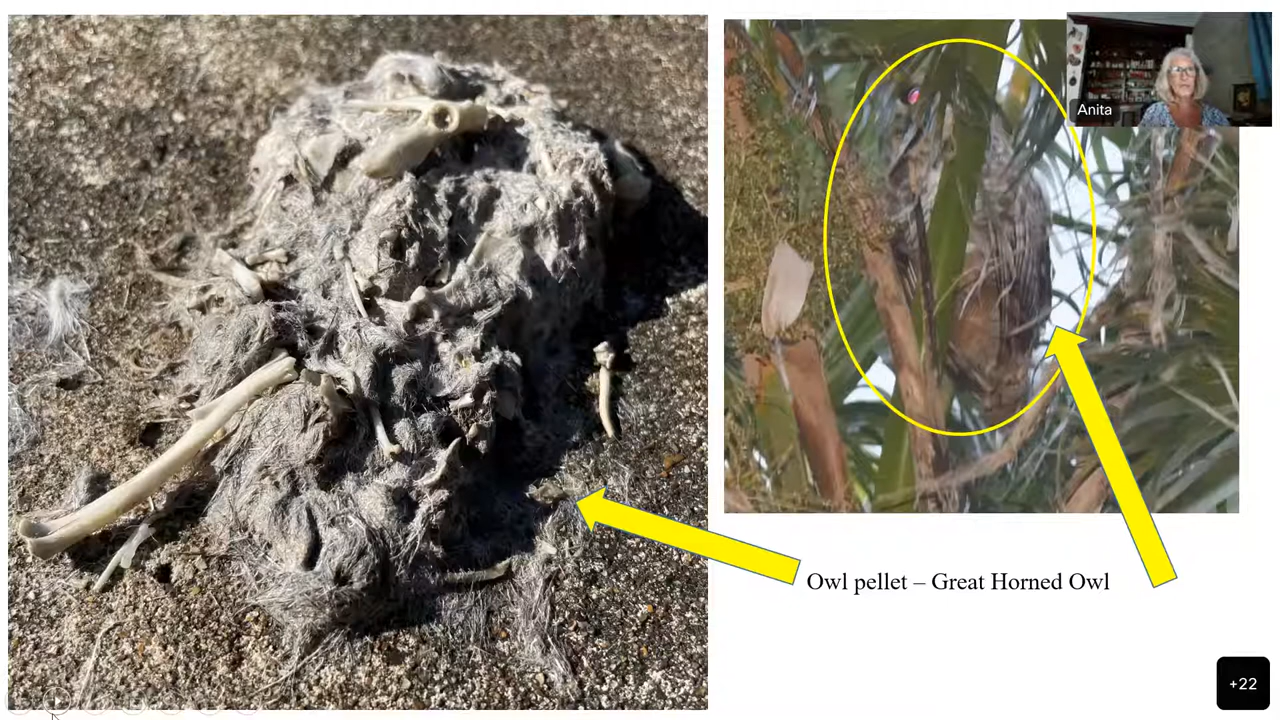 Anita
Owl pellet – Great Horned Owl
+22